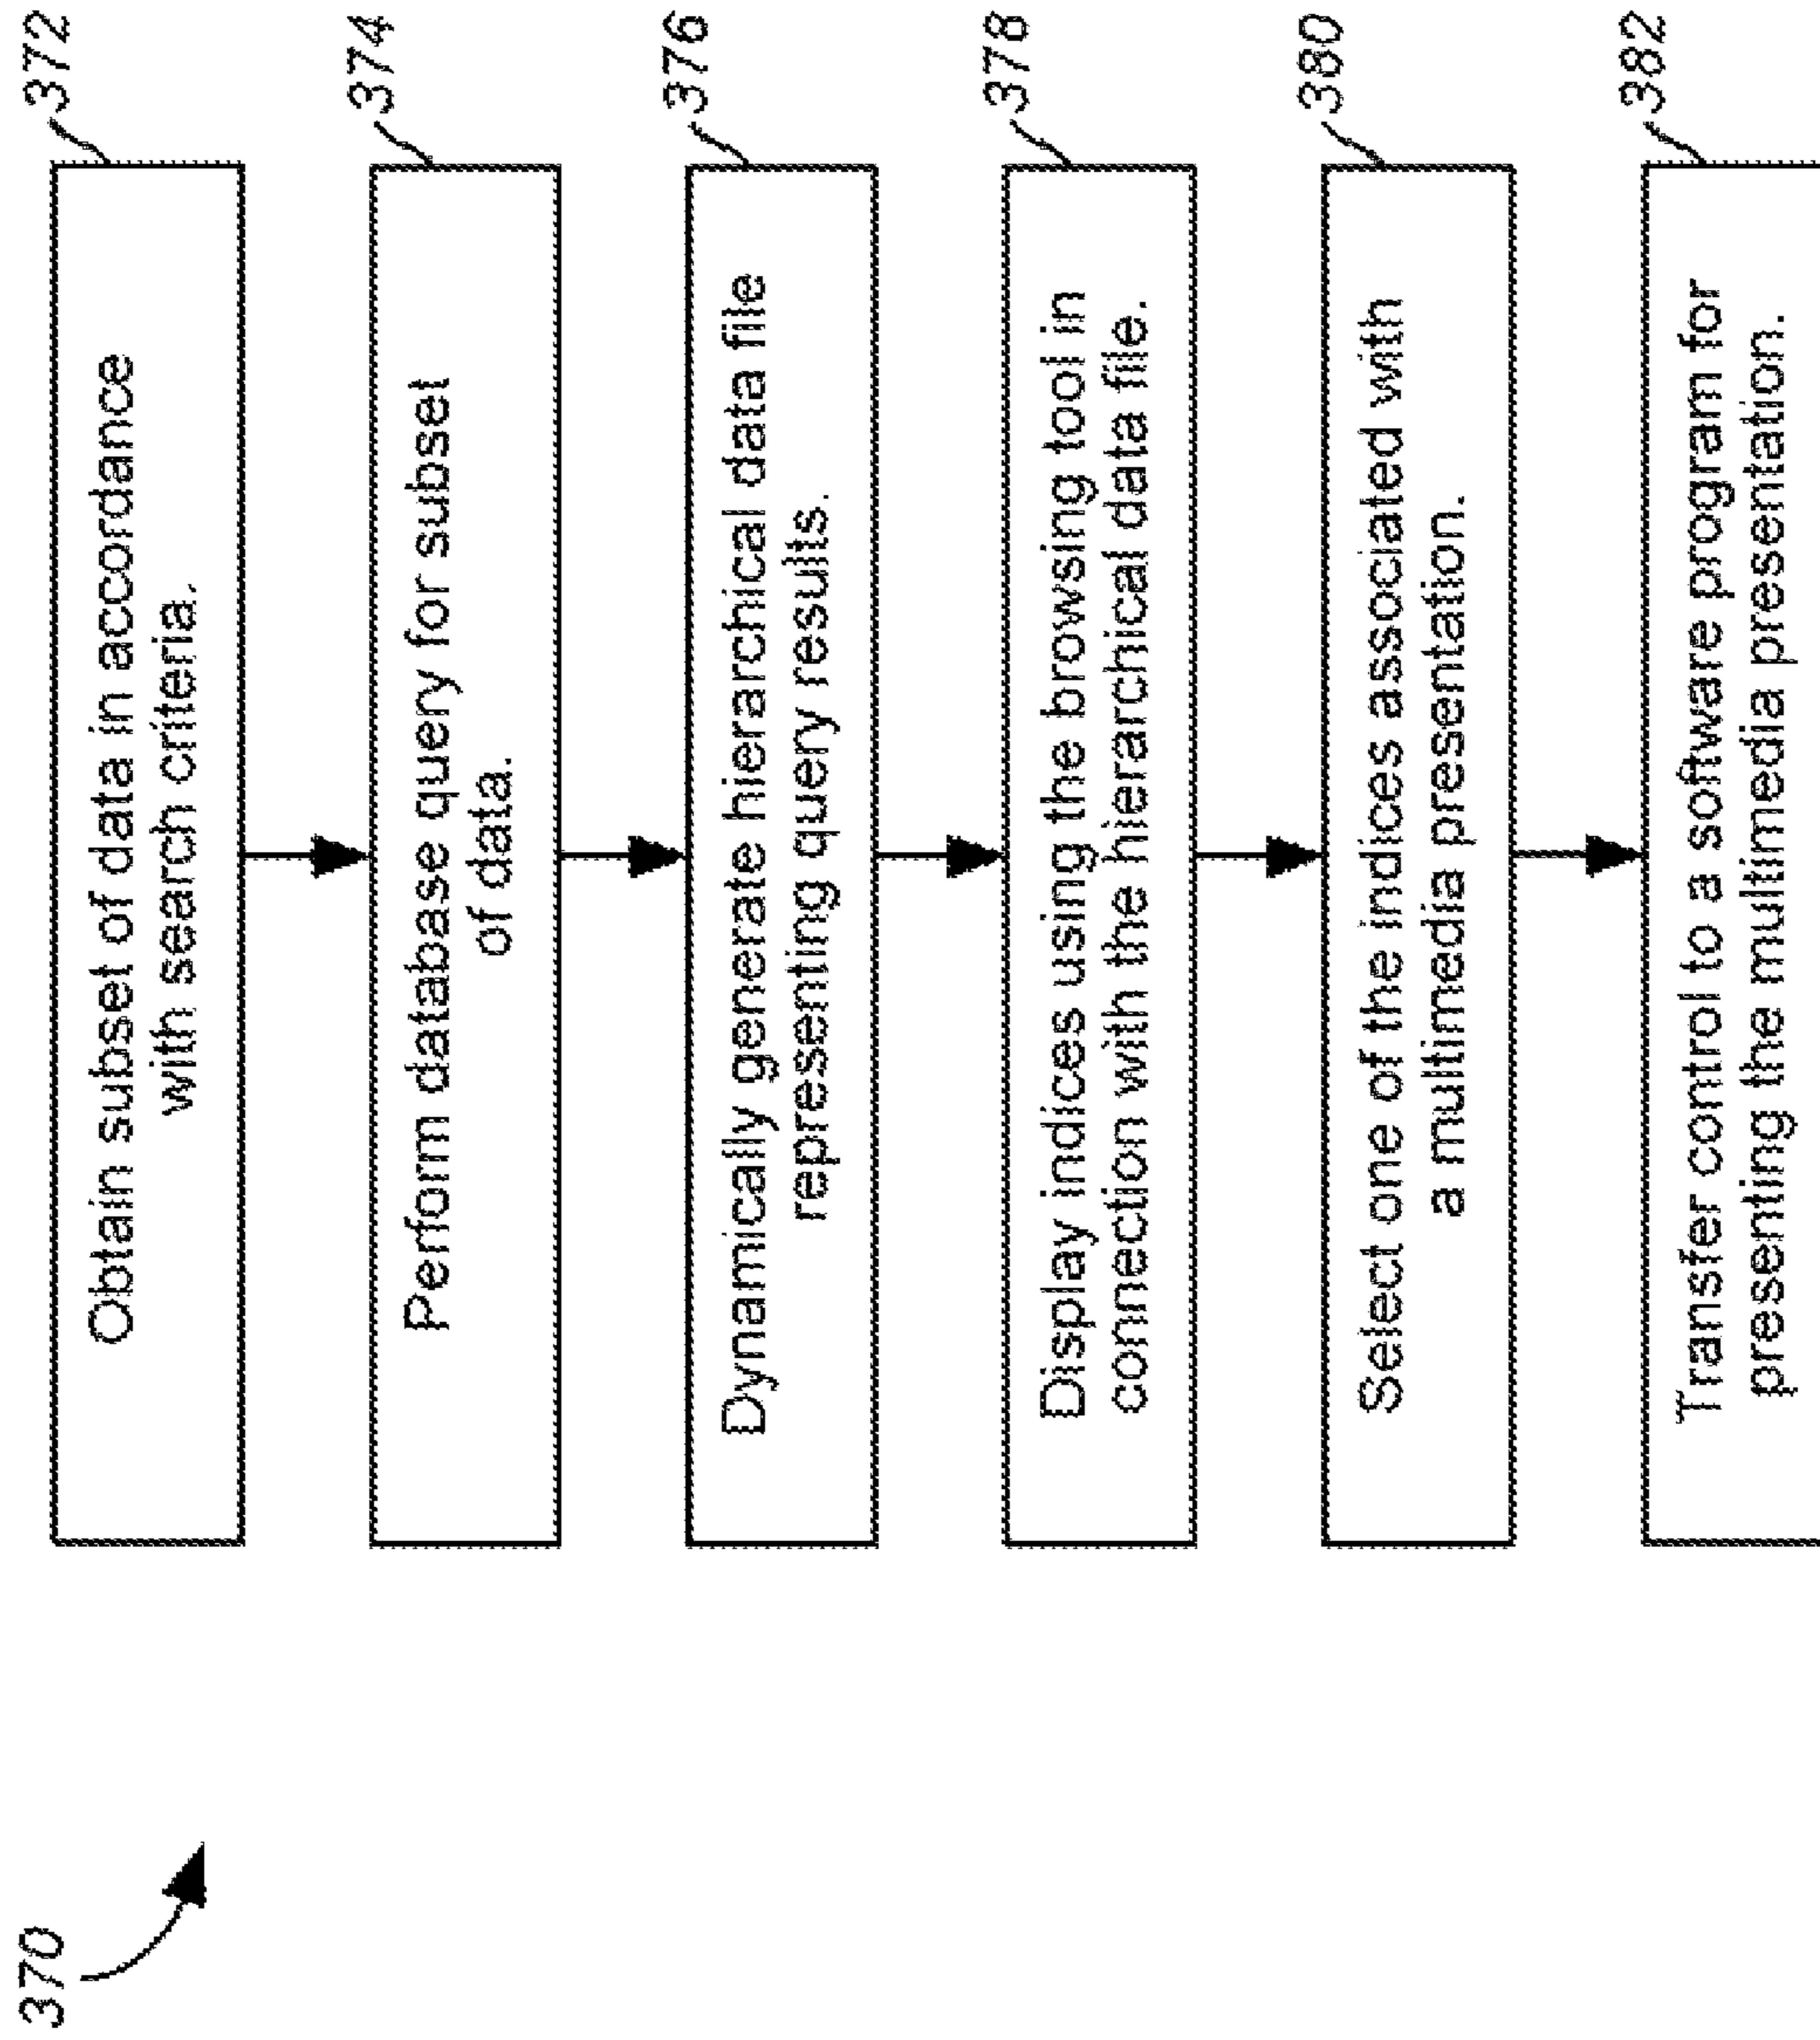 370
372
Obtain subset of data in accordance
with search criteria.
374
Perform database query for subset
of data.
376
Dynamically generate hierarchical data file
representing query results.
378
Display indices using the browsing tool in
connection with the hierarchical data file.
380
Select one of the indices associated with
a multimedia presentation.
382
Transfer control to a software program for
presenting the multimedia presentation.